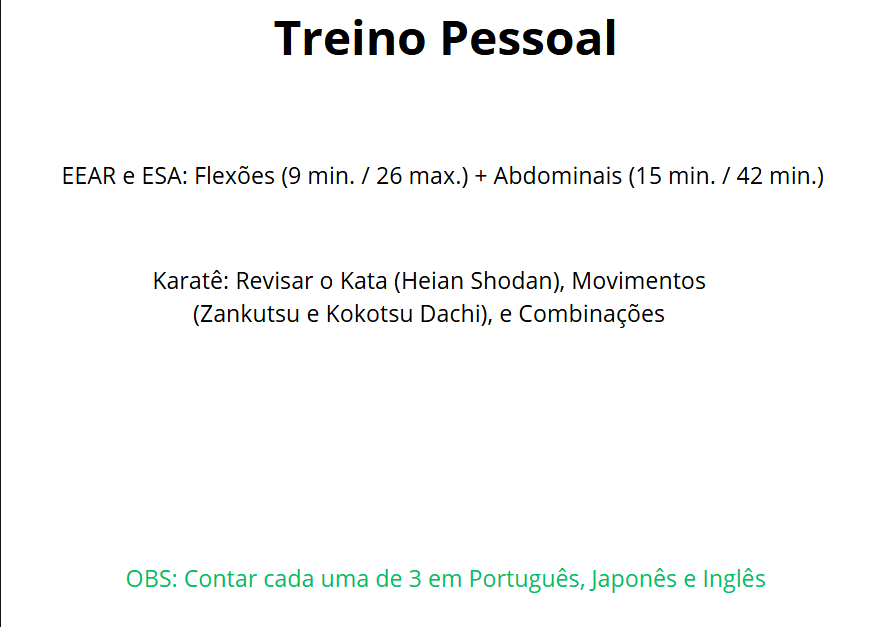 Treino Pessoal
EEAR e ESA: Flexões (9 min. / 26 max.) + Abdominais (15 min. / 42 min.)
Karatê: Revisar o Kata (Heian Shodan), Movimentos
(Zankutsu e Kokotsu Dachi), e Combinações
OBS: Contar cada uma de 3 em Português, Japonês e Inglês